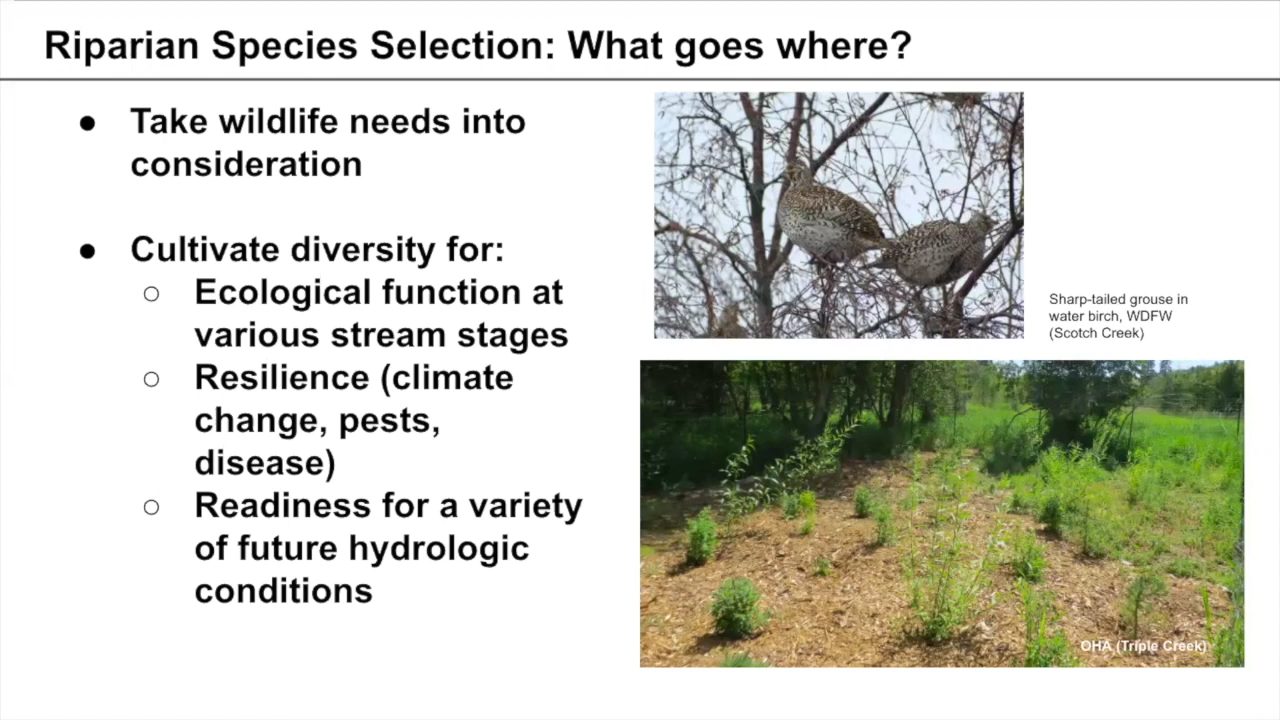 Riparian Species Selection: What goes where?
● Take wildlife needs into
consideration
● Cultivate diversity for:
○ Ecological function at
various stream stages
○ Resilience (climate
change, pests,
disease)
○ Readiness for a variety
of future hydrologic
conditions
Sharp-tailed grouse in
water birch, WDFW
(Scotch Creek)
OHA (Triple Creek)